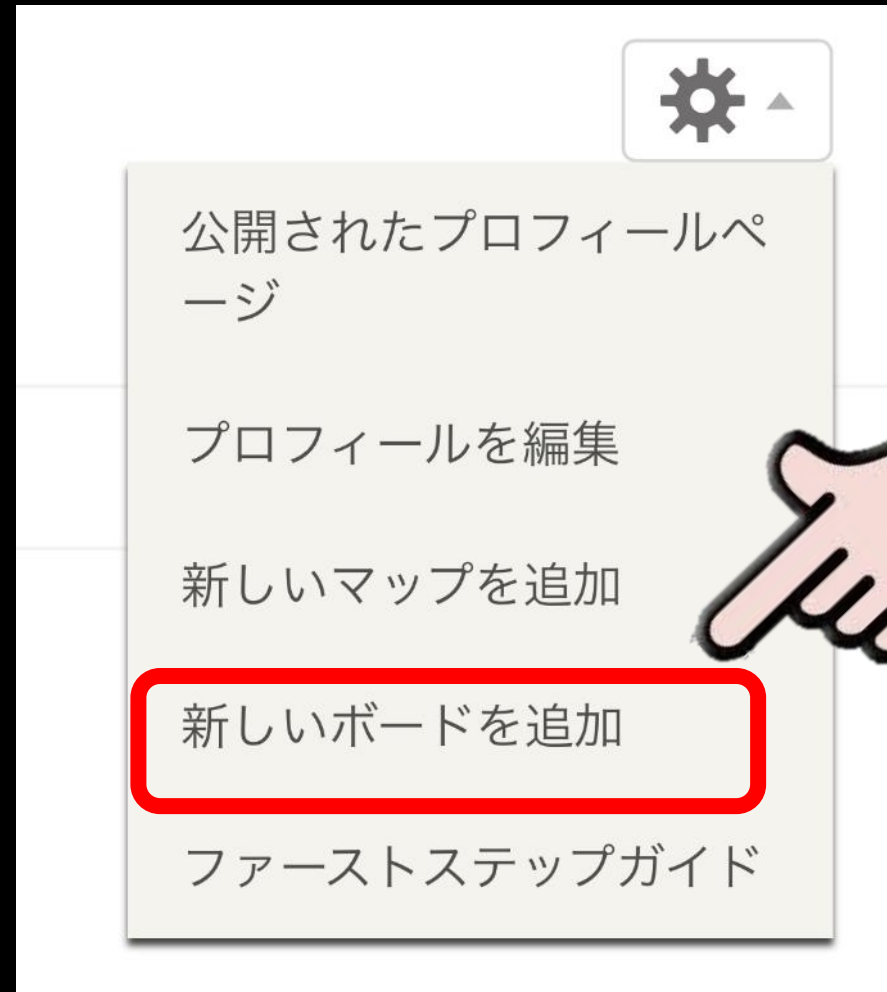 公開されたプロフィールペ
ージ
プロフィールを編集
新しいマップを追加
新しいボードを追加
ファーストステップガイド